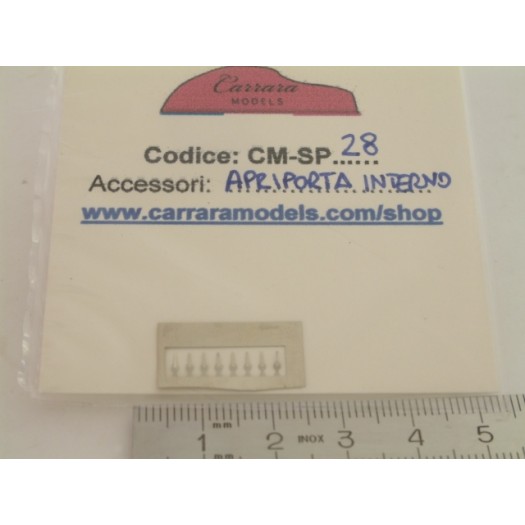 Carrara
MODELS
Codice: CM-SP..28....
Accessori: APRIPORTA INTERNO
www.carraramodels.com/shop
1 mm 2 INOX 3 mm 4 5